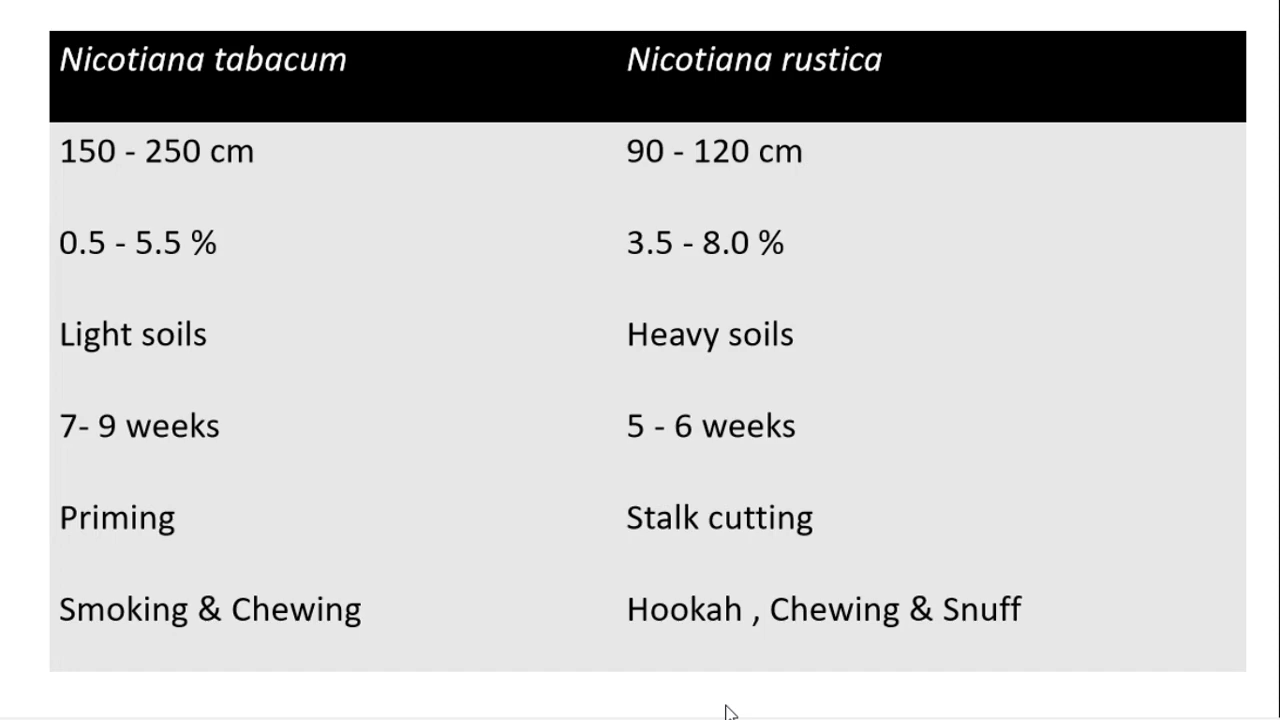 Nicotiana tabacum Nicotiana rustica
150 - 250 cm 90 - 120 cm
0.5 - 5.5 % 3.5 - 8.0 %
Light soils Heavy soils
7- 9 weeks 5 - 6 weeks
Priming Stalk cutting
Smoking & Chewing Hookah , Chewing & Snuff